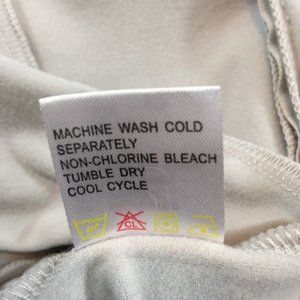 MACHINE WASH COLD
SEPARATELY
NON-CHLORINE BLEACH
TUMBLE DRY
COOL CYCLE
CL